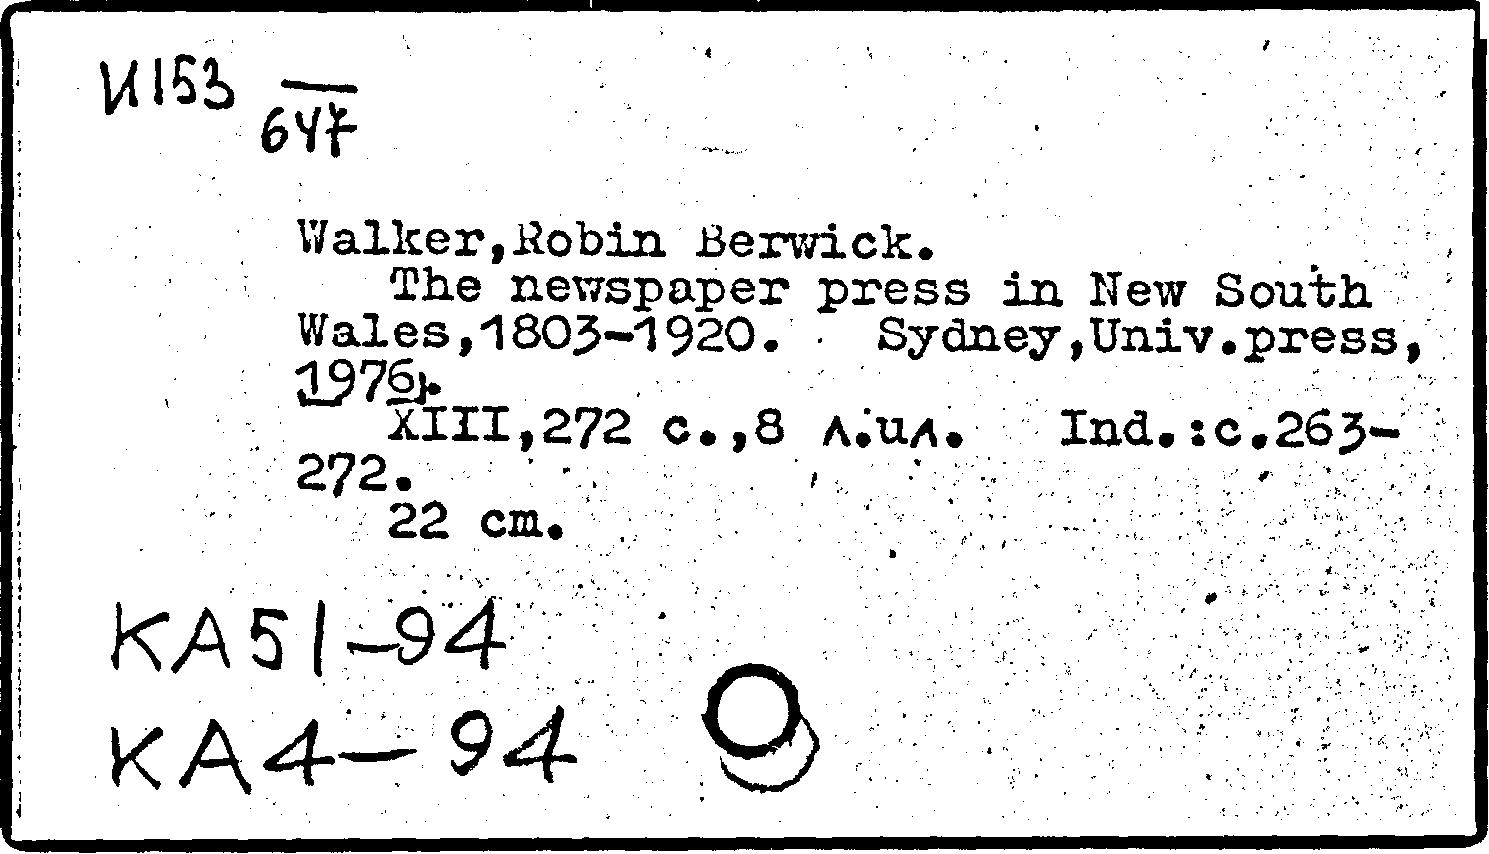 И153 —
647
Walker,Robin Berwick.
The newspaper press in New South
Wales,1803-1920. Sydney,Univ.press,
1976.
XIII,272 с.,8 л.ил. Ind.:с.263-
272.
22 cm.
КА51-94
КА4-94